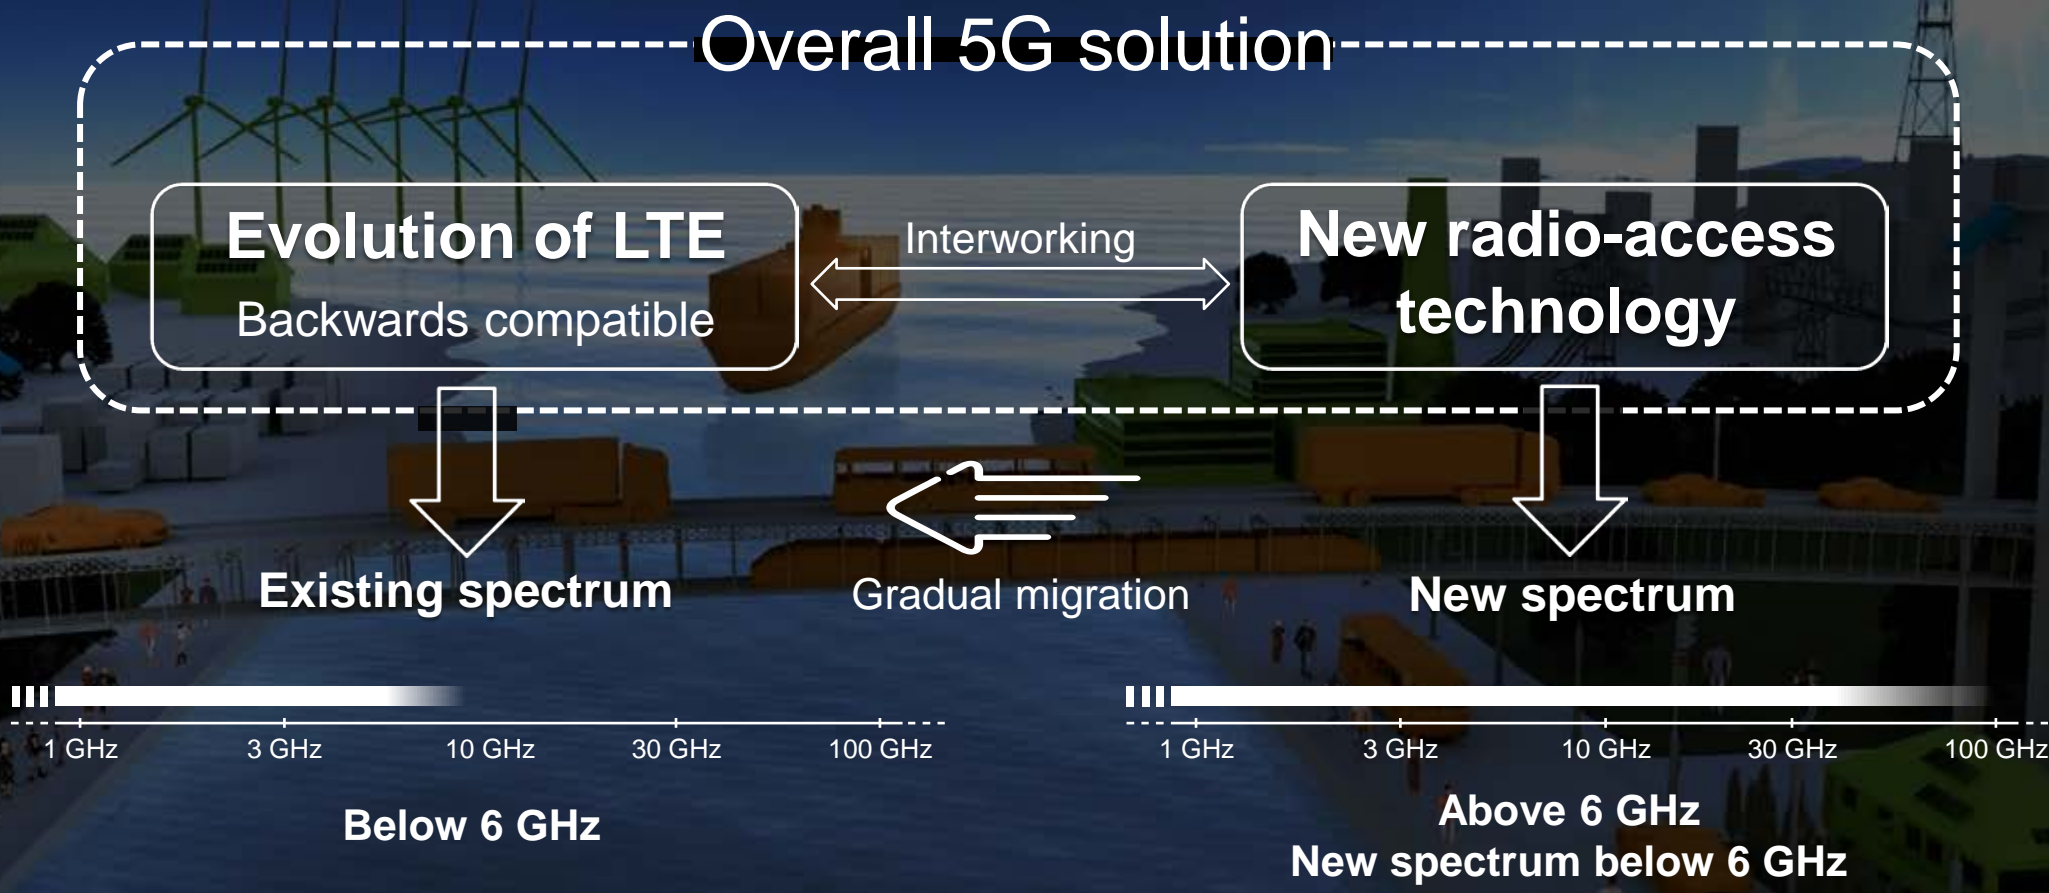 Overall 5G solution
Evolution of LTE
Backwards compatible
Interworking
New radio-access
technology
Existing spectrum
Gradual migration
New spectrum
1 GHz 3 GHz 10 GHz 30 GHz 100 GHz
Below 6 GHz
1 GHz 3 GHz 10 GHz 30 GHz 100 GHz
Above 6 GHz
New spectrum below 6 GHz